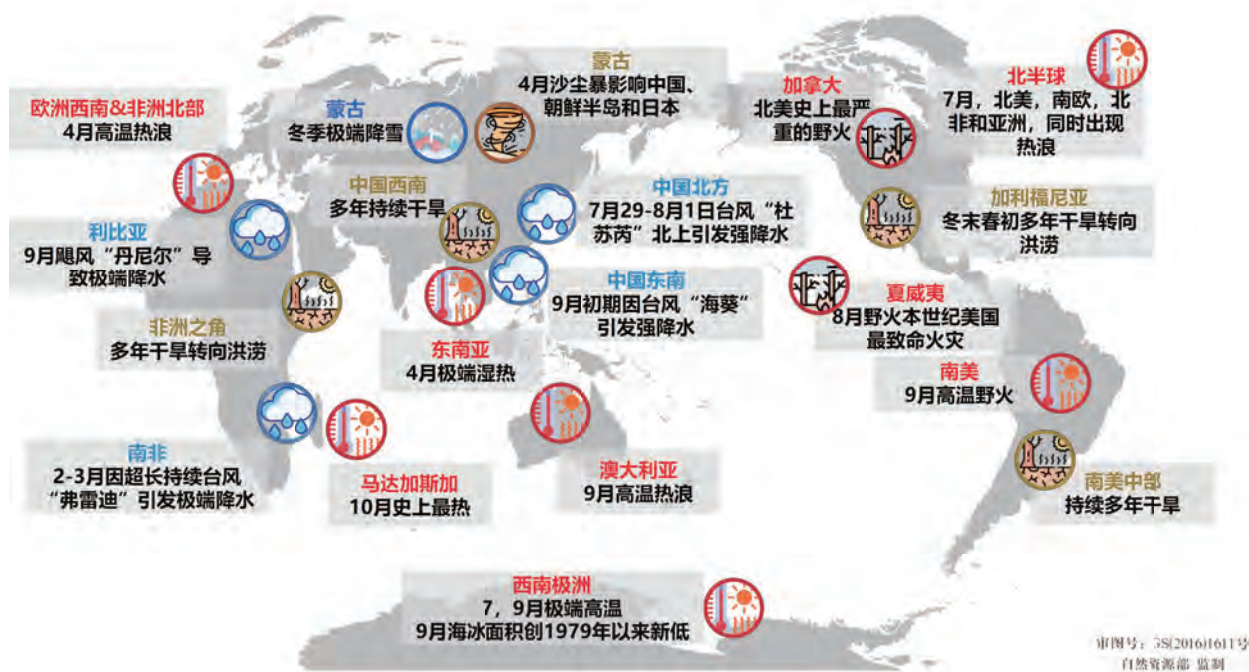 蒙古
4月沙尘暴影响中国、
朝鲜半岛和日本
加拿大
北美史上最严
重的野火
北半球
7月，北美，南欧，北
非和亚洲，同时出现
热浪
欧洲西南&非洲北部
4月高温热浪
蒙古
冬季极端降雪
中国西南
多年持续干旱
中国北方
7月29-8月1日台风“杜
苏芮”北上引发强降水
加利福尼亚
冬末春初多年干旱转向
洪涝
利比亚
9月飓风“丹尼尔”导
致极端降水
中国东南
9月初期因台风“海葵”
引发强降水
夏威夷
8月野火本世纪美国
最致命火灾
非洲之角
多年干旱转向洪涝
东南亚
4月极端湿热
南美
9月高温野火
南非
2-3月因超长持续台风
“弗雷迪”引发极端降水
马达加斯加
10月史上最热
澳大利亚
9月高温热浪
南美中部
持续多年干旱
西南极洲
7，9月极端高温
9月海冰面积创1979年以来新低
审图号：GS(2016)1611号
自然资源部 监制